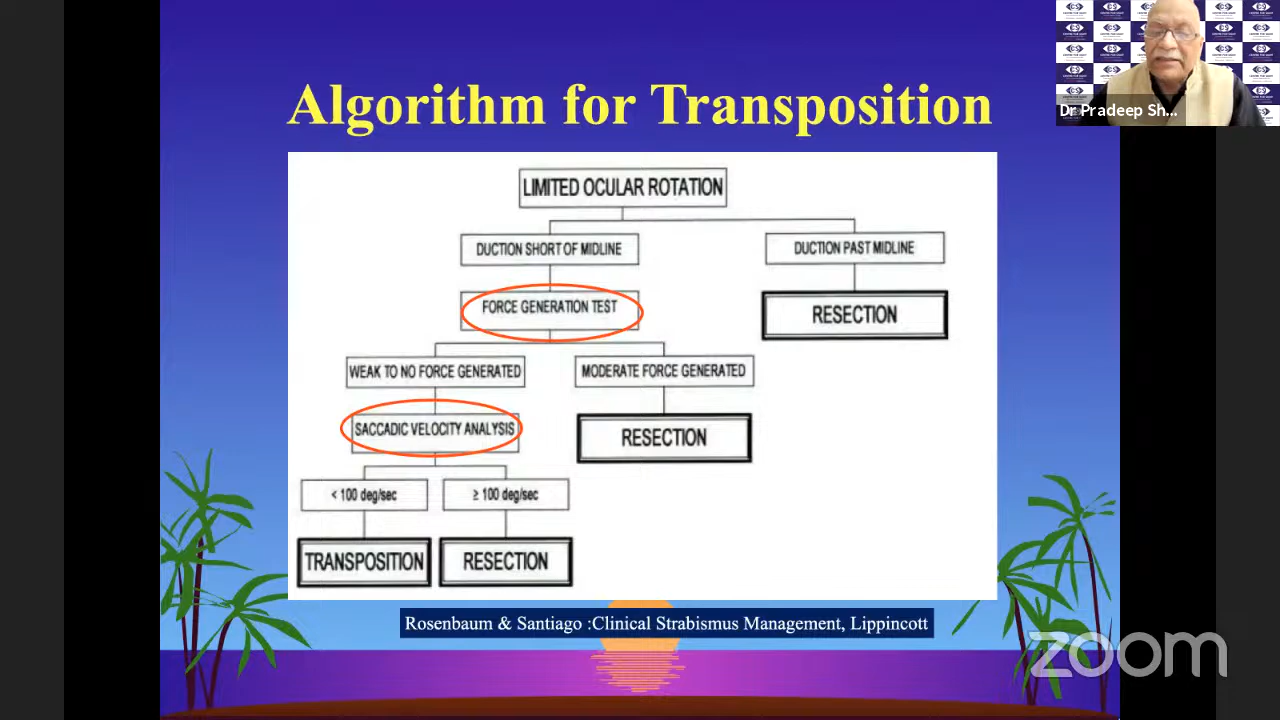 Algorithm for Transposition
Dr Pradeep Sh...
LIMITED OCULAR ROTATION
DUCTION SHORT OF MIDLINE
DUCTION PAST MIDLINE
FORCE GENERATION TEST
RESECTION
WEAK TO NO FORCE GENERATED
MODERATE FORCE GENERATED
SACCADIC VELOCITY ANALYSIS
RESECTION
< 100 deg/sec
≥ 100 deg/sec
TRANSPOSITION
RESECTION
Rosenbaum & Santiago :Clinical Strabismus Management, Lippincott
zoom